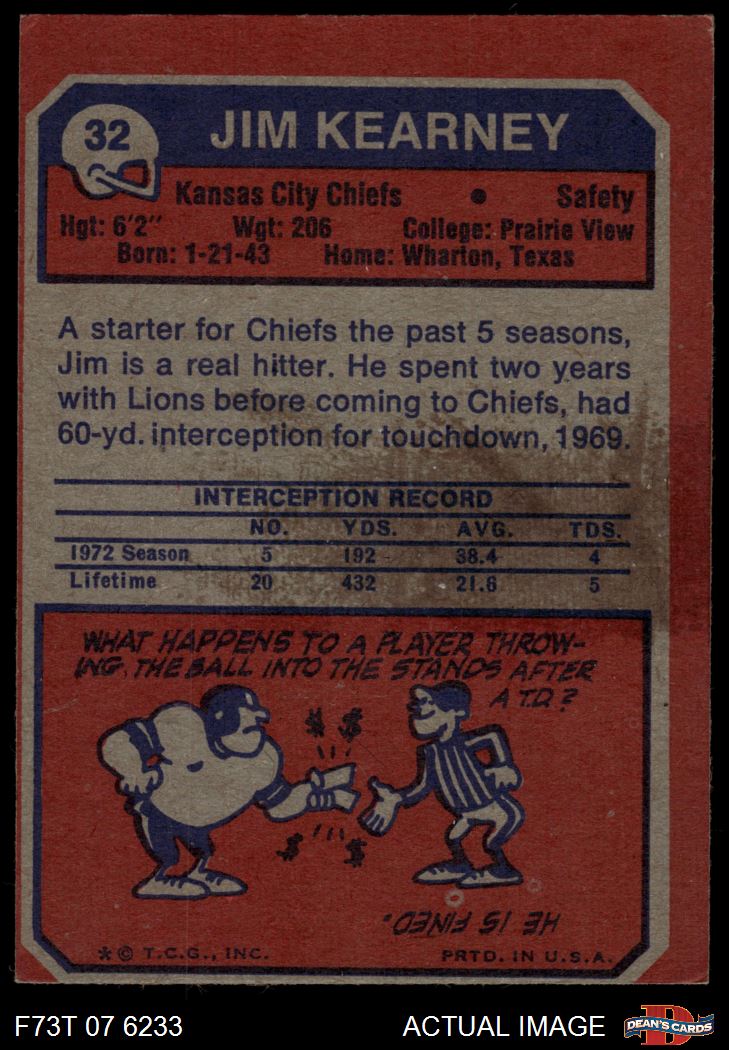 32
JIM KEARNEY
Kansas City Chiefs • Safety
Hgt: 6'2" Wgt: 206 College: Prairie View
Born: 1-21-43 Home: Wharton, Texas
A starter for Chiefs the past 5 seasons,
Jim is a real hitter. He spent two years
with Lions before coming to Chiefs, had
60-yd. interception for touchdown, 1969.
INTERCEPTION RECORD
NO. YDS. AVG. TDS.
1972 Season 5 192 38.4 4
Lifetime 20 432 21.6 5
WHAT HAPPENS TO A PLAYER THROW-
ING THE BALL INTO THE STANDS AFTER
A T.D.?
$ $
$ $
HE IS FINED.
*© T.C.G., INC. PRTD. IN U.S.A.
F73T 07 6233 ACTUAL IMAGE
D
DEAN'S CARDS